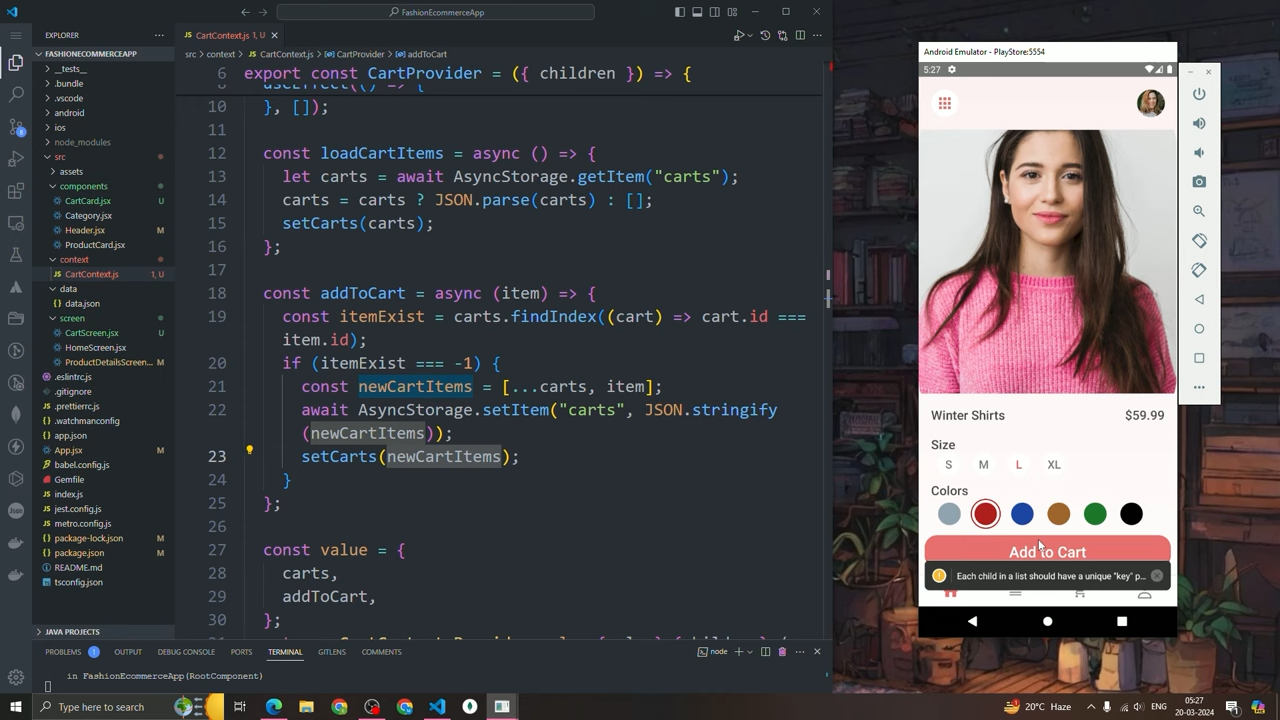 FashionEcommerceApp
EXPLORER
FASHIONECOMMERCEAPP
__tests__
.bundle
.vscode
android
ios
node_modules
src
assets
components
CartCard.jsx U
Category.jsx
Header.jsx M
ProductCard.jsx
context
CartContext.js 1, U
data
data.json
screen
CartScreen.jsx U
HomeScreen.jsx
ProductDetailsScreen... M
.eslintrc.js
.gitignore
.prettierrc.js
.watchmanconfig
app.json
App.jsx M
babel.config.js
Gemfile
index.js
jest.config.js
metro.config.js
package-lock.json M
package.json M
README.md
tsconfig.json
JAVA PROJECTS
CartContext.js 1, U
src > context > CartContext.js > CartProvider > addToCart
6 export const CartProvider = ({ children }) => {
useEffect(() => {
10 }, []);
11
12 const loadCartItems = async () => {
13 let carts = await AsyncStorage.getItem("carts");
14 carts = carts ? JSON.parse(carts) : [];
15 setCarts(carts);
16 };
17
18 const addToCart = async (item) => {
19 const itemExist = carts.findIndex((cart) => cart.id ===
item.id);
20 if (itemExist === -1) {
21 const newCartItems = [...carts, item];
22 await AsyncStorage.setItem("carts", JSON.stringify
(newCartItems));
23 setCarts(newCartItems);
24 }
25 };
26
27 const value = {
28 carts,
29 addToCart,
30 };
PROBLEMS 1 OUTPUT DEBUG CONSOLE PORTS TERMINAL GITLENS COMMENTS
node
in FashionEcommerceApp(RootComponent)
Android Emulator - PlayStore:5554
5:27
Winter Shirts $59.99
Size
S M L XL
Colors
Add to Cart
Each child in a list should have a unique "key" p...
Type here to search
20°C Haze
ENG
05:27
20-03-2024